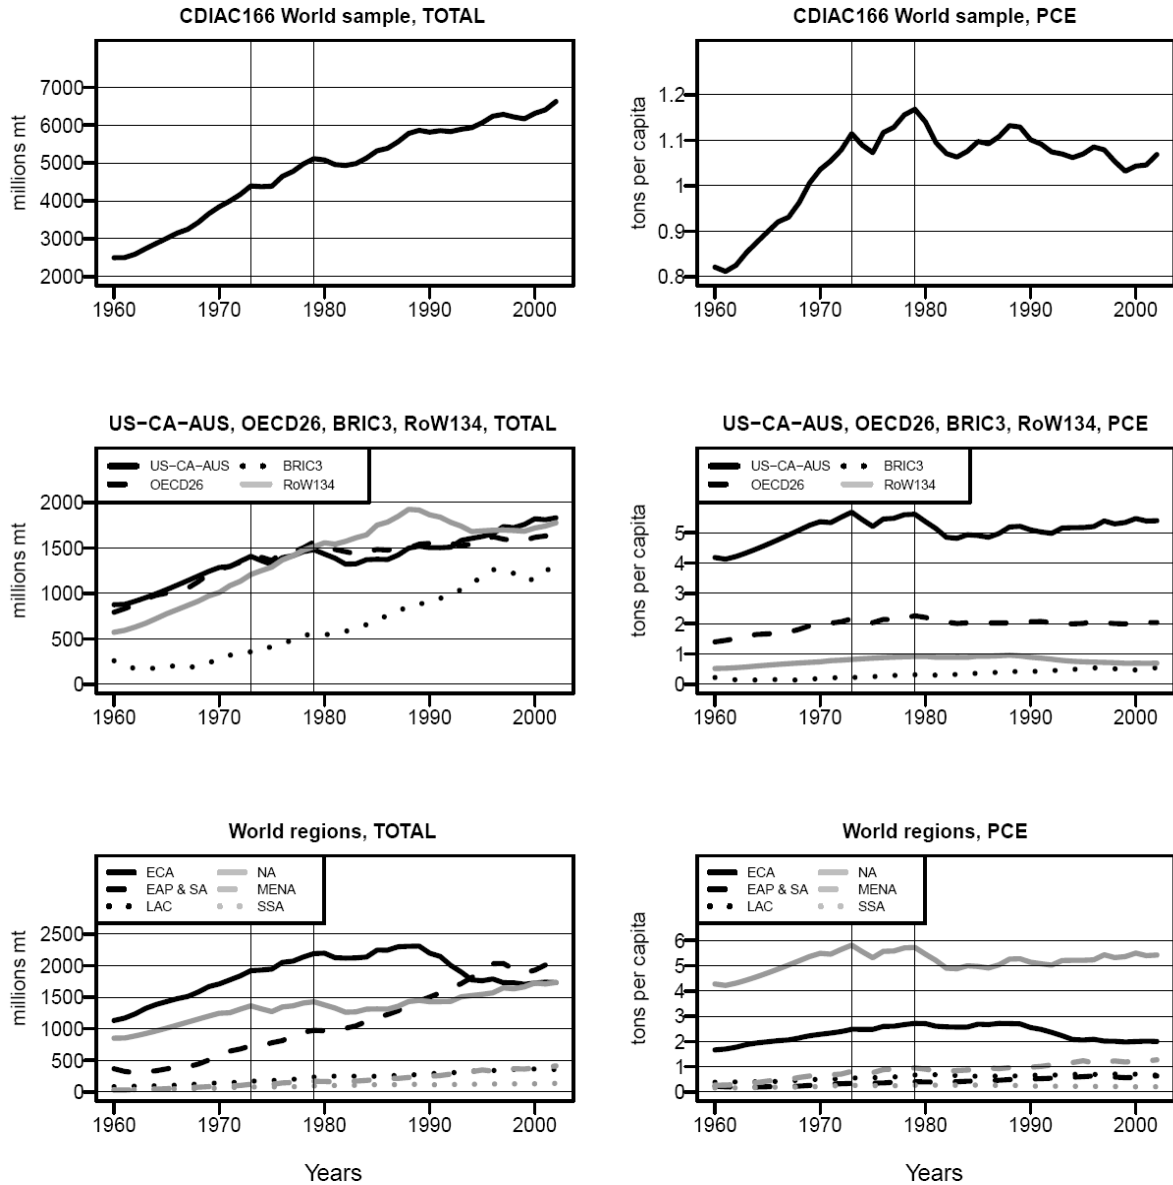 CDIAC166 World sample, TOTAL
millions mt
7000
6000
5000
4000
3000
2000
1960 1970 1980 1990 2000
CDIAC166 World sample, PCE
tons per capita
1.2
1.1
1
0.9
0.8
1960 1970 1980 1990 2000
US−CA−AUS, OECD26, BRIC3, RoW134, TOTAL
US−CA−AUS BRIC3
OECD26 RoW134
millions mt
2000
1500
1000
500
0
1960 1970 1980 1990 2000
US−CA−AUS, OECD26, BRIC3, RoW134, PCE
US−CA−AUS BRIC3
OECD26 RoW134
tons per capita
5
4
3
2
1
0
1960 1970 1980 1990 2000
World regions, TOTAL
ECA NA
EAP & SA MENA
LAC SSA
millions mt
2500
2000
1500
1000
500
0
1960 1970 1980 1990 2000
Years
World regions, PCE
ECA NA
EAP & SA MENA
LAC SSA
tons per capita
6
5
4
3
2
1
0
1960 1970 1980 1990 2000
Years